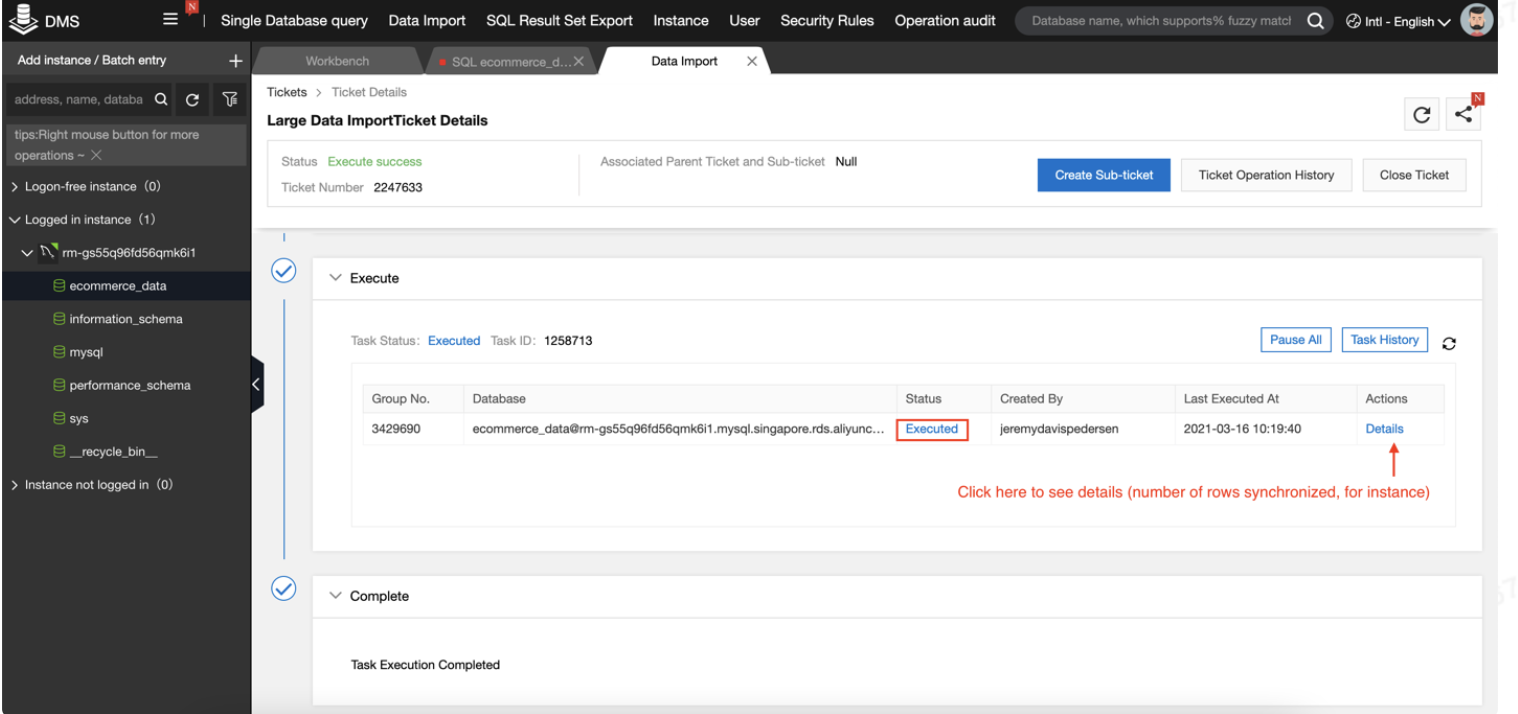 DMS
N
Single Database query Data Import SQL Result Set Export Instance User Security Rules Operation audit
Database name, which supports% fuzzy matcl
Intl - English
Add instance / Batch entry +
Workbench
SQL ecommerce_d...
Data Import
address, name, databa
tips:Right mouse button for more
operations ~
Logon-free instance (0)
Logged in instance (1)
rm-gs55q96fd56qmk6i1
ecommerce_data
information_schema
mysql
performance_schema
sys
__recycle_bin__
Instance not logged in (0)
Tickets > Ticket Details
Large Data ImportTicket Details
N
Status Execute success
Ticket Number 2247633
Associated Parent Ticket and Sub-ticket Null
Create Sub-ticket
Ticket Operation History
Close Ticket
Execute
Task Status: Executed Task ID: 1258713
Pause All
Task History
Group No. Database Status Created By Last Executed At Actions
3429690 ecommerce_data@rm-gs55q96fd56qmk6i1.mysql.singapore.rds.aliyunc... Executed jeremydavispedersen 2021-03-16 10:19:40 Details
Click here to see details (number of rows synchronized, for instance)
Complete
Task Execution Completed